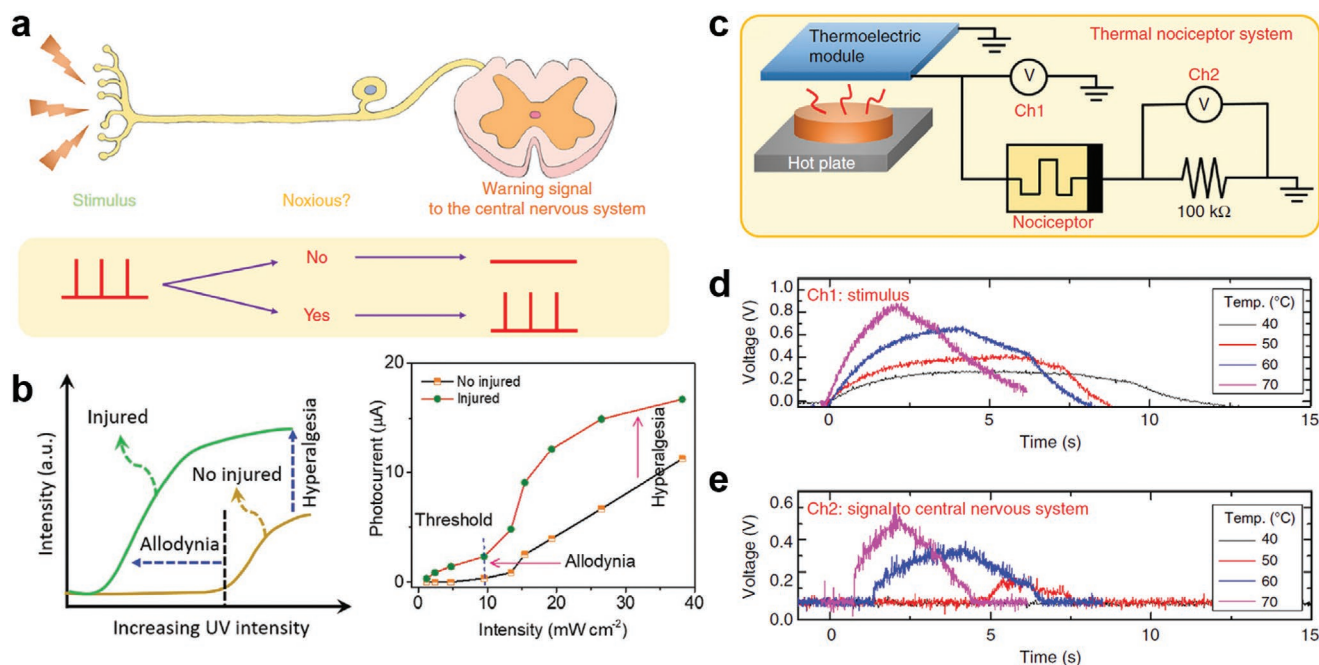 a
Stimulus
Noxious?
Warning signal
to the central nervous system
No
Yes
b
Injured
No injured
Allodynia
Hyperalgesia
Intensity (a.u.)
Increasing UV intensity
20
10
0
Photocurrent (µA)
No injured
Injured
Threshold
Allodynia
Hyperalgesia
0 10 20 30 40
Intensity (mW cm-2)
c
Thermoelectric
module
Thermal nociceptor system
V
Ch1
Ch2
V
Hot plate
Nociceptor
100 kΩ
d
Ch1: stimulus
Voltage (V)
1.0
0.8
0.6
0.4
0.2
0.0
Temp. (°C)
40
50
60
70
0 5 10 15
Time (s)
e
Ch2: signal to central nervous system
Voltage (V)
0.6
0.4
0.2
0.0
Temp. (°C)
40
50
60
70
0 5 10 15
Time (s)